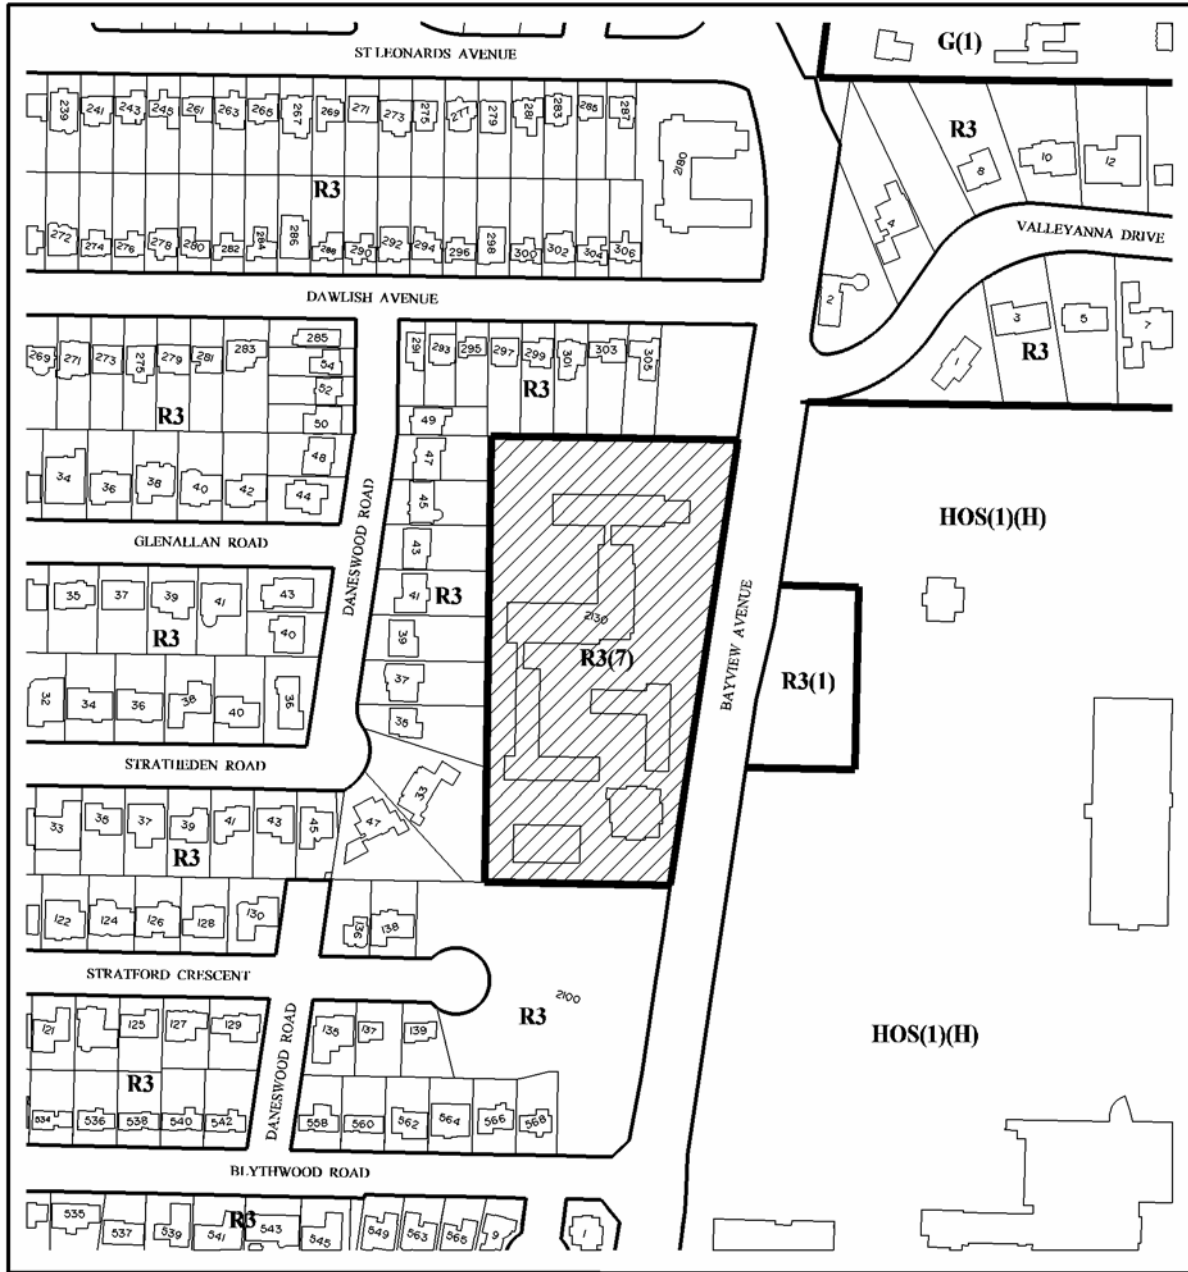 ST LEONARDS AVENUE
G(1)
239 241 243 245 261 263 265 267 269 271 273 275 277 279 281 283 285 287
2180
R3
8 10 12
R3
4
272 274 276 278 280 282 284 286 288 290 292 294 296 298 300 302 304 306
VALLEYANNA DRIVE
DAWLISH AVENUE
2
3 5 7
R3
1
269 271 273 275 279 281 283 285
54
52
50
R3
291 293 295 297 299 301 303 305
R3
49
34 36 38 40 42 44 48
47
45
43
41
39
37
35
R3
GLENALLAN ROAD
DANESWOOD ROAD
HOS(1)(H)
35 37 39 41 43
40
R3
2130
R3(7)
BAYVIEW AVENUE
R3(1)
32 34 36 38 40 36
STRATHEDEN ROAD
33
47
33 35 37 39 41 43 45
R3
122 124 126 128 130
136 138
STRATFORD CRESCENT
2100
R3
HOS(1)(H)
121 125 127 129
DANESWOOD ROAD
135 137 139
R3
534 536 538 540 542
558 560 562 564 566 568
BLYTHWOOD ROAD
535 537 539 541 543 545 549 563 565 9 1
R3